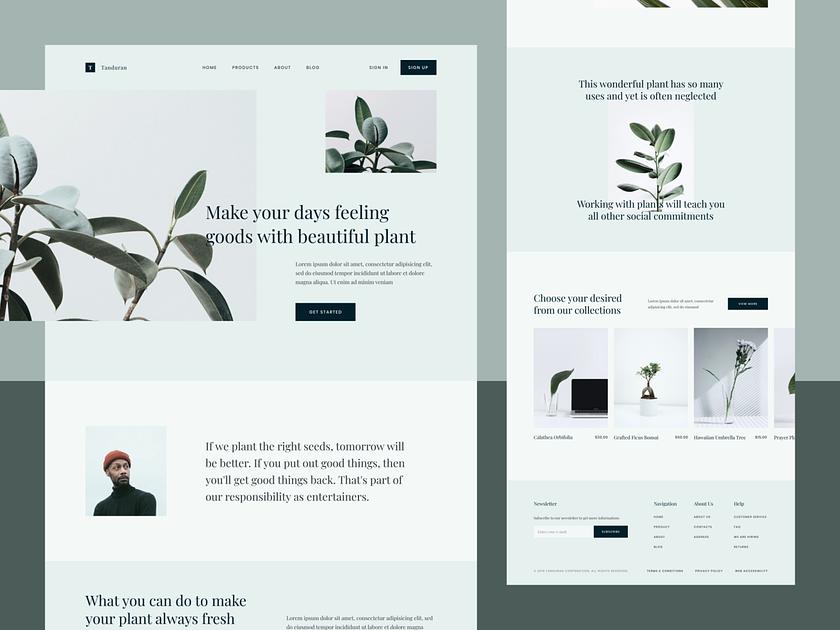 T Tanduran
HOME PRODUCTS ABOUT BLOG SIGN IN SIGN UP
Make your days feeling
goods with beautiful plant
Lorem ipsum dolor sit amet, consectetur adipisicing elit,
sed do eiusmod tempor incididunt ut labore et dolore
magna aliqua. Ut enim ad minim veniam
GET STARTED
If we plant the right seeds, tomorrow will
be better. If you put out good things, then
you'll get good things back. That's part of
our responsibility as entertainers.
What you can do to make
your plant always fresh
Lorem ipsum dolor sit amet, consectetur adipisicing elit, sed
do eiusmod tempor incididunt ut labore et dolore magna
This wonderful plant has so many
uses and yet is often neglected
Working with plants will teach you
all other social commitments
Choose your desired
from our collections
Lorem ipsum dolor sit amet, consectetur
adipisicing elit, sed do eiusmod
VIEW MORE
Calathea Orbifolia $30.00
Grafted Ficus Bonsai $60.00
Hawaiian Umbrella Tree $15.00
Prayer Pl
Newsletter
Subscribe to our newsletter to get more informations
Enter your e-mail
SUBSCRIBE
Navigation
HOME
PRODUCT
ABOUT
BLOG
About Us
ABOUT US
CONTACTS
ADDRESS
Help
CUSTOMER SERVICE
FAQ
WE ARE HIRING
RETURNS
© 2019 TANDURAN CORPORATION. ALL RIGHTS RESERVED.
TERMS & CONDITIONS PRIVACY POLICY WEB ACCESSIBILITY